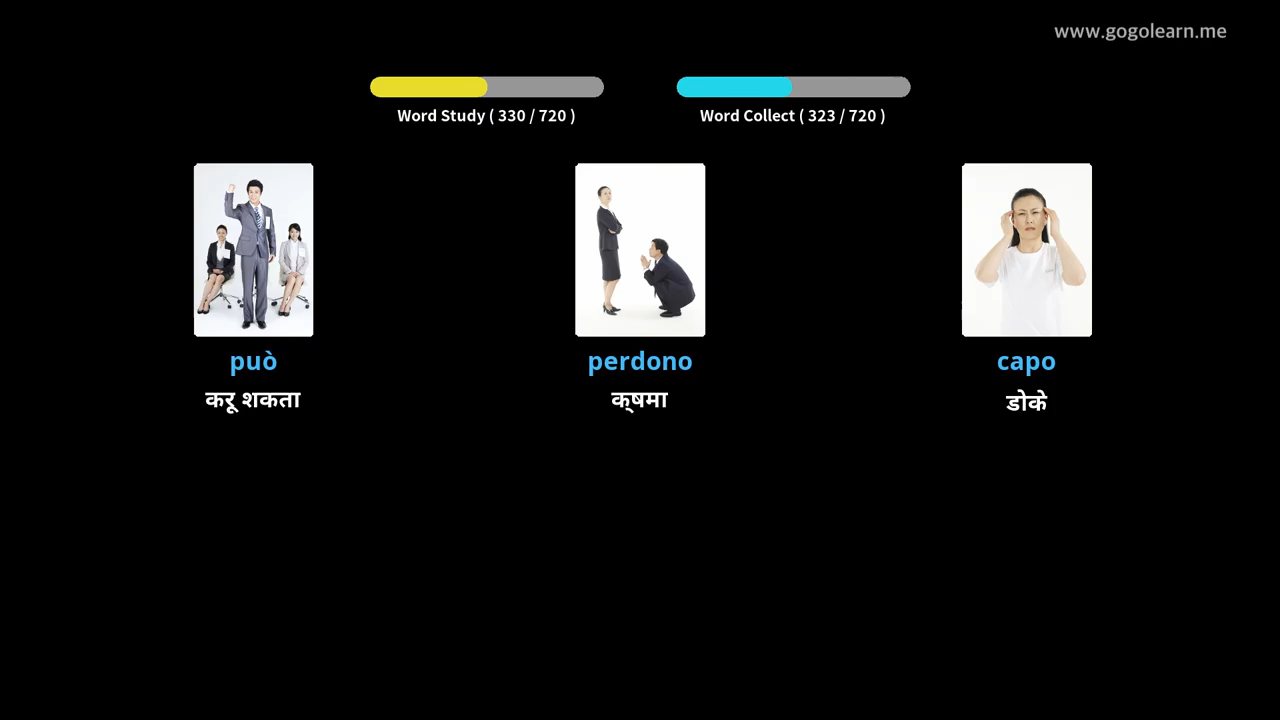 www.gogolearn.me
Word Study ( 330 / 720 )
Word Collect ( 323 / 720 )
può
perdono
capo
करू शकता
क्षमा
डोके